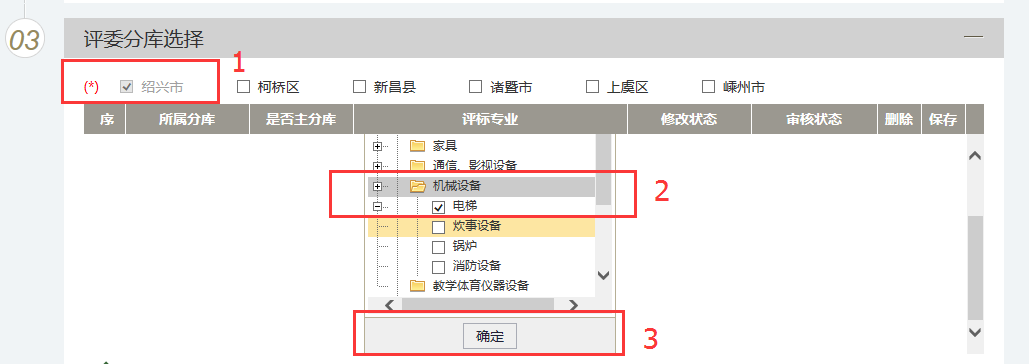 03 评委分库选择
1
(*) 绍兴市 柯桥区 新昌县 诸暨市 上虞区 嵊州市
序 所属分库 是否主分库 评标专业 修改状态 审核状态 删除 保存
家具
通信、影视设备
机械设备 2
电梯
炊事设备
锅炉
消防设备
教学体育仪器设备
确定 3